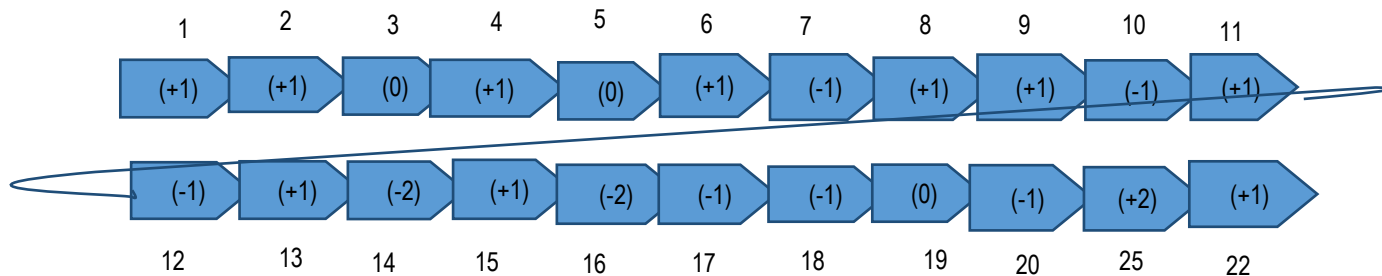 1 2 3 4 5 6 7 8 9 10 11
(+1) (+1) (0) (+1) (0) (+1) (-1) (+1) (+1) (-1) (+1)
(-1) (+1) (-2) (+1) (-2) (-1) (-1) (0) (-1) (+2) (+1)
12 13 14 15 16 17 18 19 20 25 22